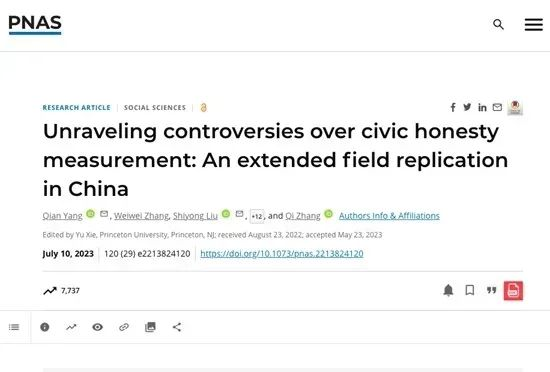 PNAS
RESEARCH ARTICLE | SOCIAL SCIENCES
Unraveling controversies over civic honesty
measurement: An extended field replication
in China
Qian Yang, Weiwei Zhang, Shiyong Liu, +12, and Qi Zhang Authors Info & Affiliations
Edited by Yu Xie, Princeton University, Princeton, NJ; received August 23, 2022; accepted May 23, 2023
July 10, 2023 | 120 (29) e2213824120 | https://doi.org/10.1073/pnas.2213824120
7,737